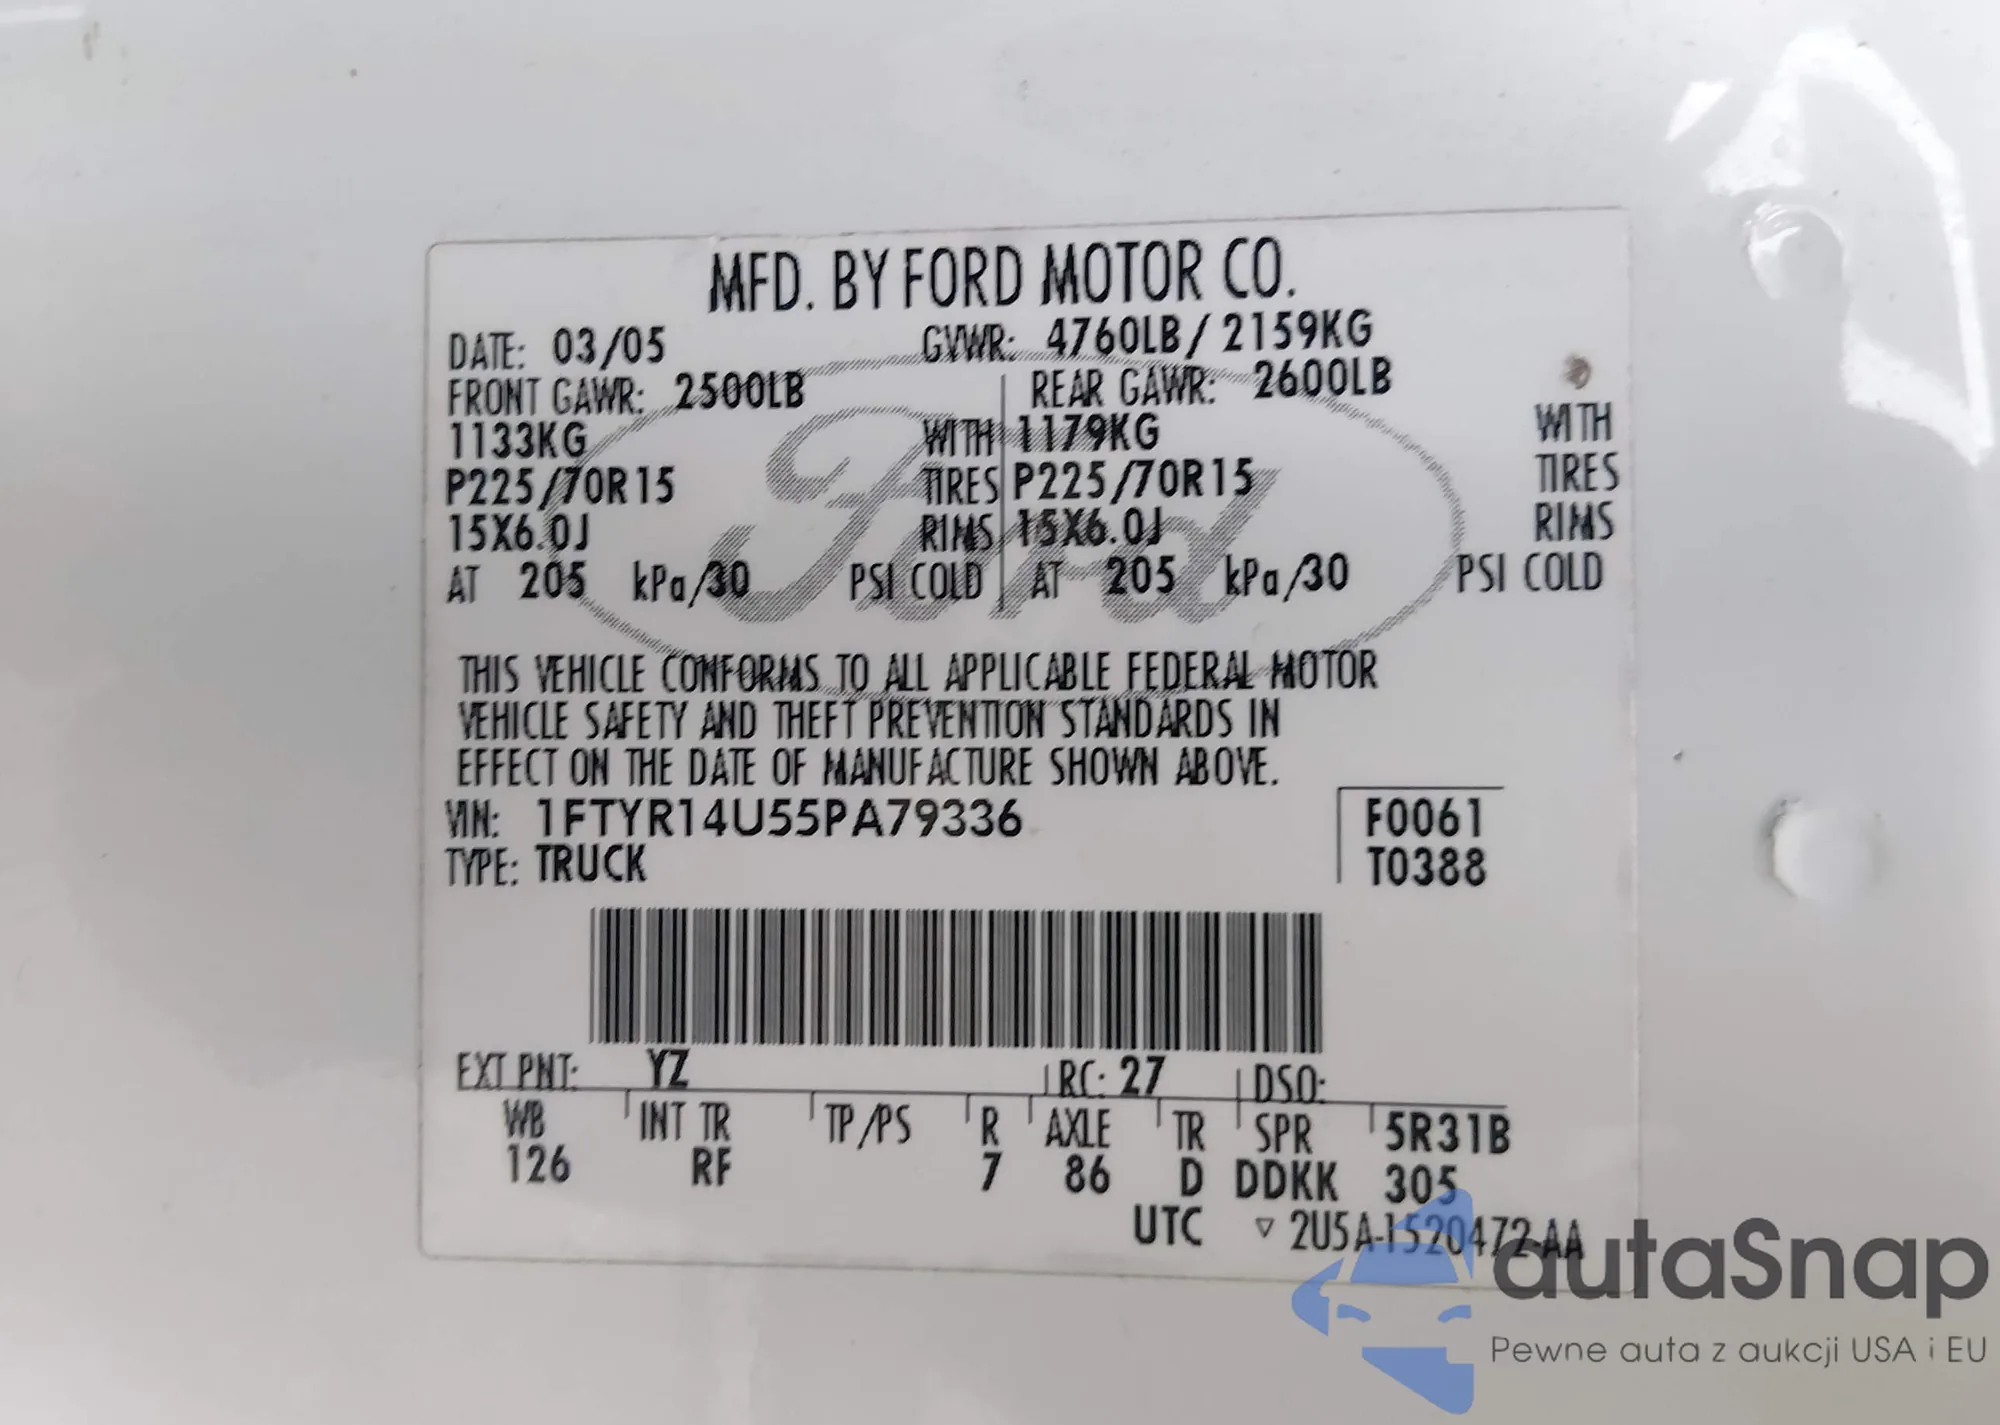 MFD. BY FORD MOTOR CO.
DATE: 03/05 GVWR: 4760LB/ 2159KG
FRONT GAWR: 2500LB REAR GAWR: 2600LB
1133KG WITH 1179KG WITH
P225/70R15 TIRES P225/70R15 TIRES
15X6.0J RIMS 15X6.0J RIMS
AT 205 kPa/30 PSI COLD AT 205 kPa/30 PSI COLD
Ford
THIS VEHICLE CONFORMS TO ALL APPLICABLE FEDERAL MOTOR
VEHICLE SAFETY AND THEFT PREVENTION STANDARDS IN
EFFECT ON THE DATE OF MANUFACTURE SHOWN ABOVE.
VIN: 1FTYR14U55PA79336 F0061
TYPE: TRUCK T0388
EXT PNT: YZ RC: 27 DSO:
WB INT TR TP/PS R AXLE TR SPR 5R31B
126 RF 7 86 D DDKK 305
UTC ▽ 2U5A-1520472-AA
autaSnap
Pewne auta z aukcji USA i EU